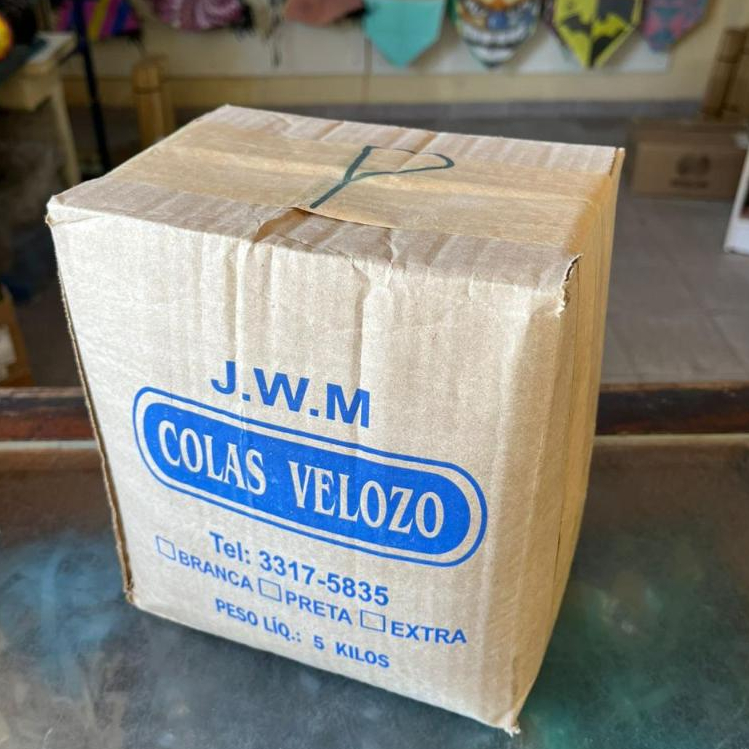 P
J.W.M
COLAS VELOZO
Tel: 3317-5835
☐ BRANCA ☐ PRETA ☐ EXTRA
PESO LÍQ.: 5 KILOS